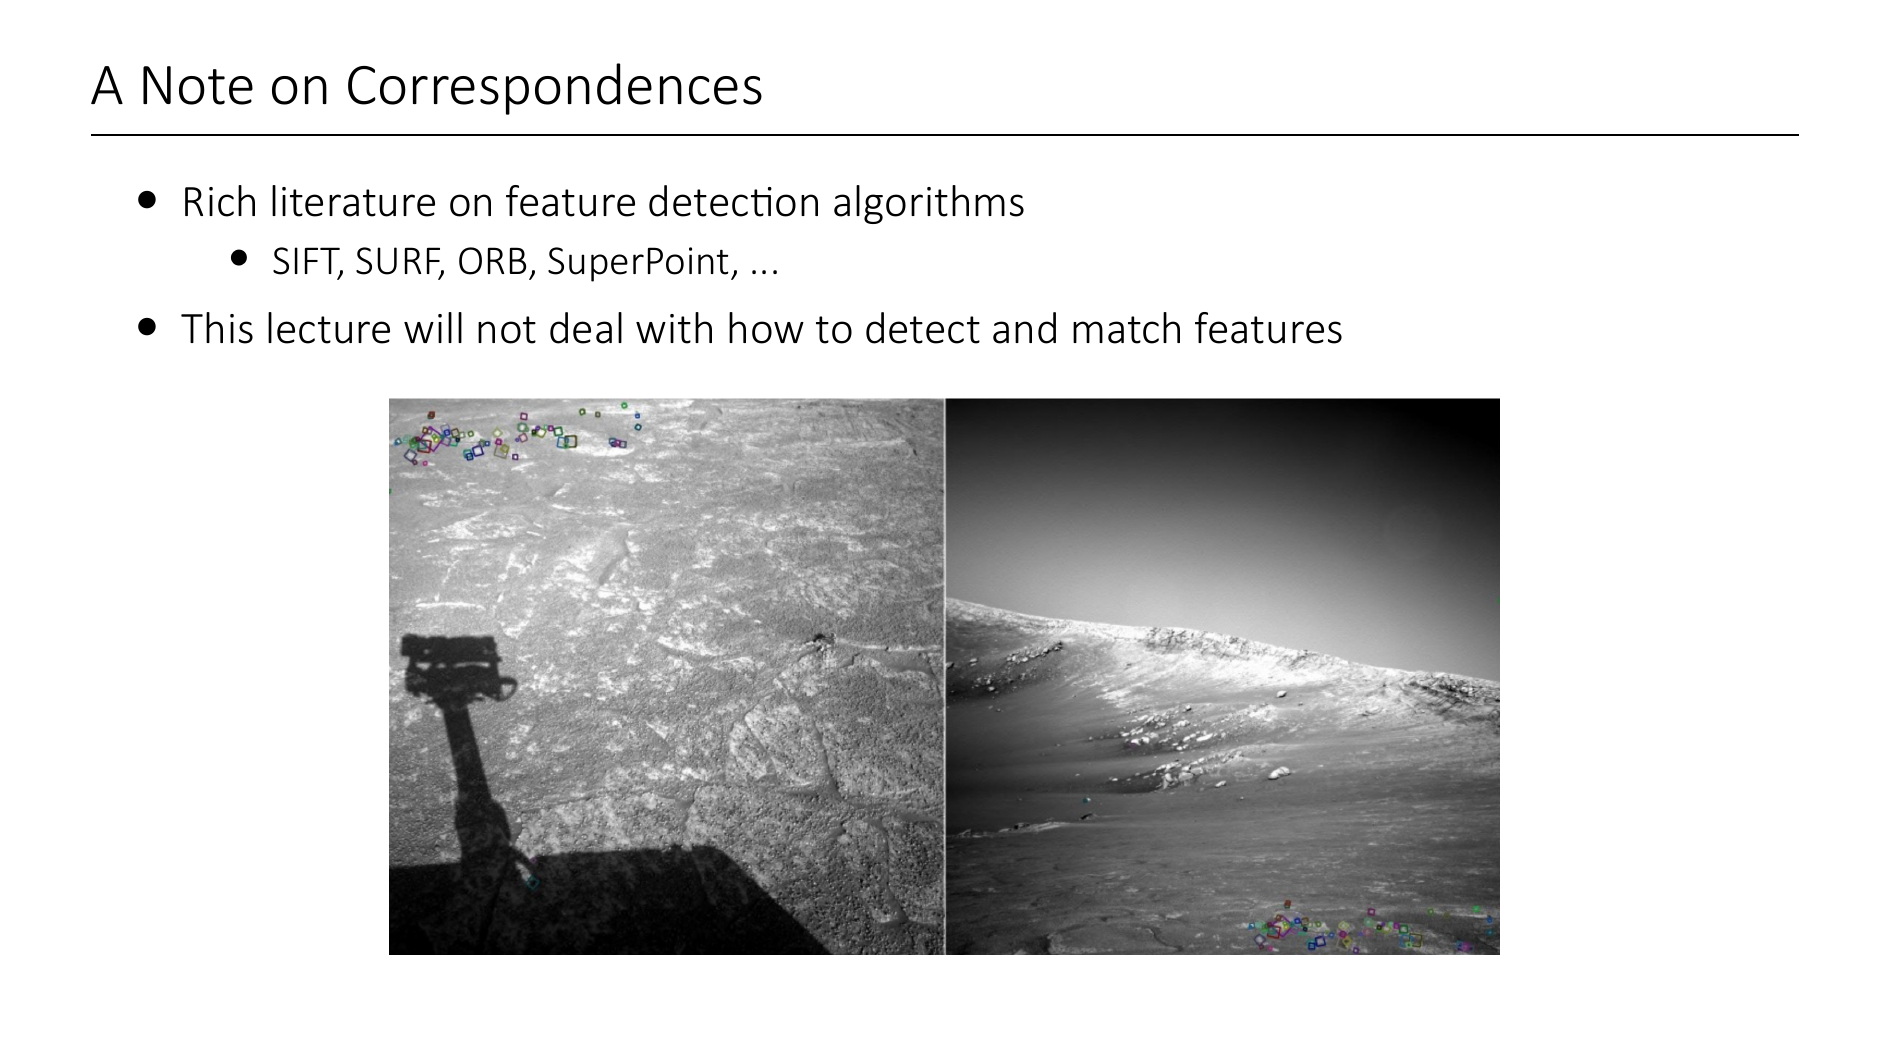 A Note on Correspondences
Rich literature on feature detection algorithms
SIFT, SURF, ORB, SuperPoint, ...
This lecture will not deal with how to detect and match features